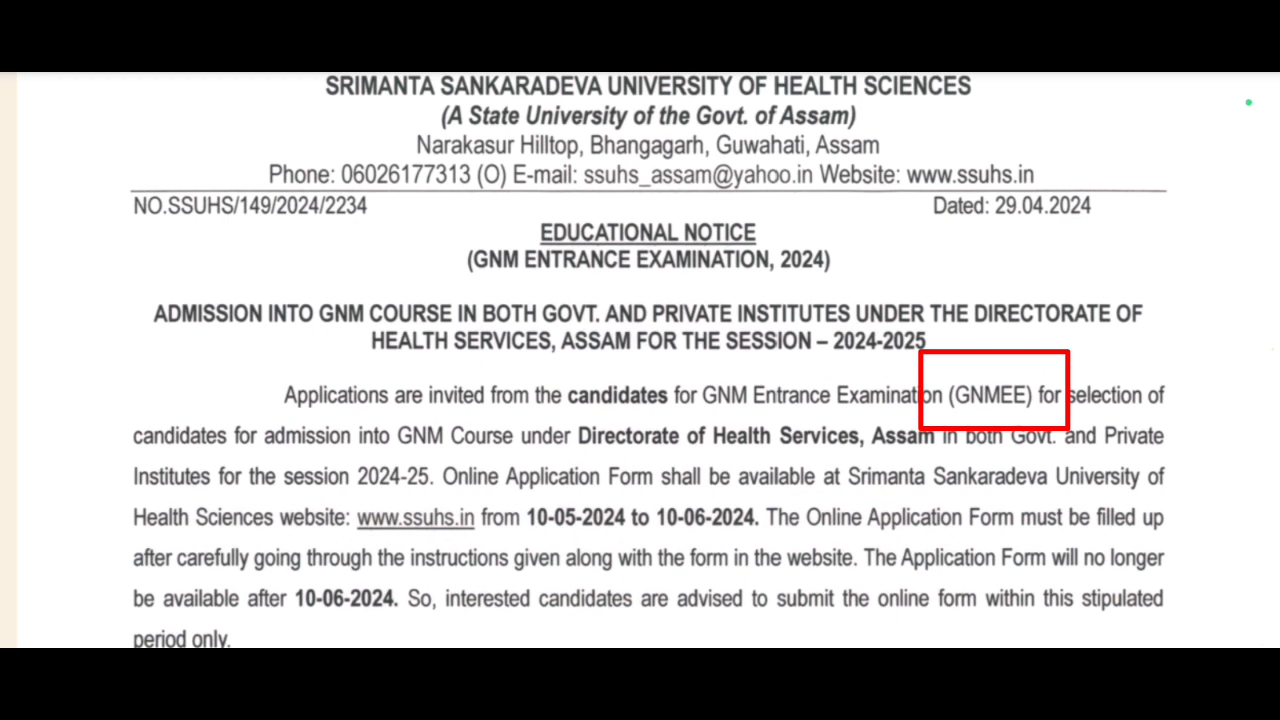 SRIMANTA SANKARADEVA UNIVERSITY OF HEALTH SCIENCES
(A State University of the Govt. of Assam)
Narakasur Hilltop, Bhangagarh, Guwahati, Assam
Phone: 06026177313 (O) E-mail: ssuhs_assam@yahoo.in Website: www.ssuhs.in
NO.SSUHS/149/2024/2234 Dated: 29.04.2024
EDUCATIONAL NOTICE
(GNM ENTRANCE EXAMINATION, 2024)
ADMISSION INTO GNM COURSE IN BOTH GOVT. AND PRIVATE INSTITUTES UNDER THE DIRECTORATE OF
HEALTH SERVICES, ASSAM FOR THE SESSION – 2024-2025
Applications are invited from the candidates for GNM Entrance Examination (GNMEE) for selection of
candidates for admission into GNM Course under Directorate of Health Services, Assam in both Govt. and Private
Institutes for the session 2024-25. Online Application Form shall be available at Srimanta Sankaradeva University of
Health Sciences website: www.ssuhs.in from 10-05-2024 to 10-06-2024. The Online Application Form must be filled up
after carefully going through the instructions given along with the form in the website. The Application Form will no longer
be available after 10-06-2024. So, interested candidates are advised to submit the online form within this stipulated
period only.